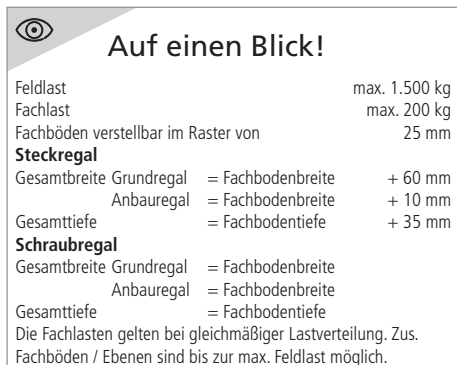 Auf einen Blick!
Feldlast max. 1.500 kg
Fachlast max. 200 kg
Fachböden verstellbar im Raster von 25 mm
Steckregal
Gesamtbreite Grundregal = Fachbodenbreite + 60 mm
Anbauregal = Fachbodenbreite + 10 mm
Gesamttiefe = Fachbodentiefe + 35 mm
Schraubregal
Gesamtbreite Grundregal = Fachbodenbreite
Anbauregal = Fachbodenbreite
Gesamttiefe = Fachbodentiefe
Die Fachlasten gelten bei gleichmäßiger Lastverteilung. Zus.
Fachböden / Ebenen sind bis zur max. Feldlast möglich.